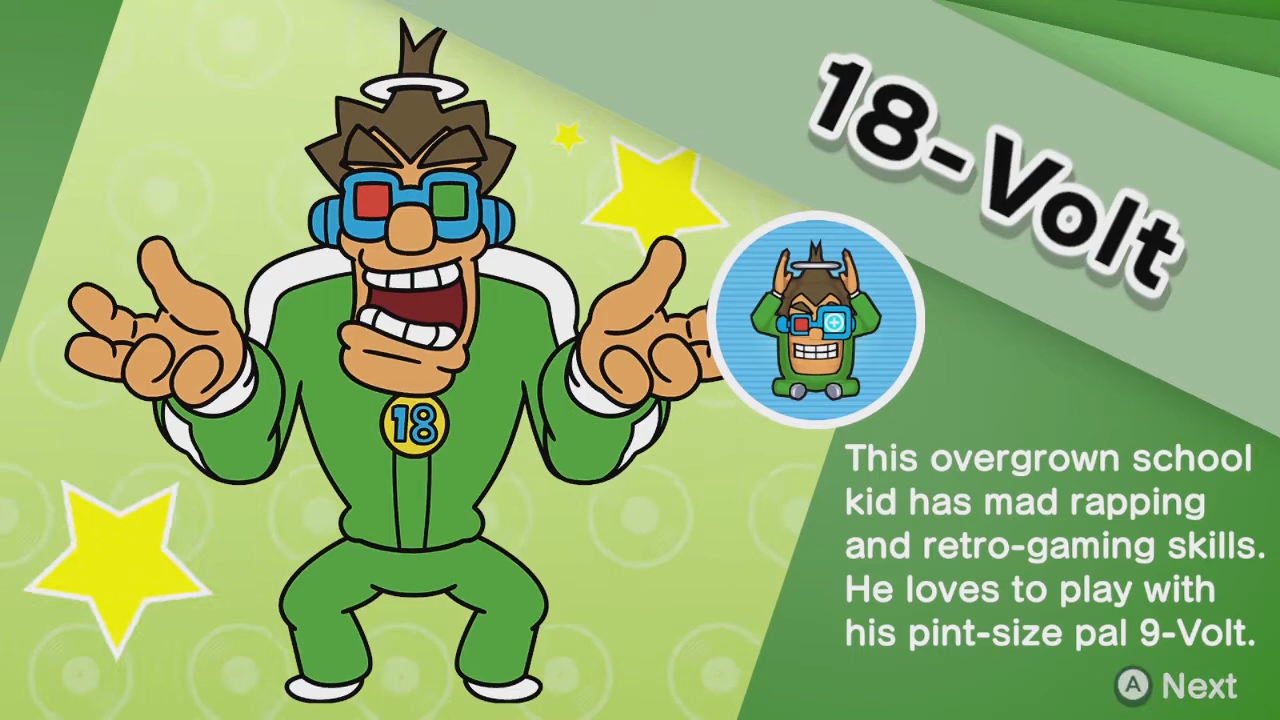 18-Volt
18
This overgrown school
kid has mad rapping
and retro-gaming skills.
He loves to play with
his pint-size pal 9-Volt.
A Next